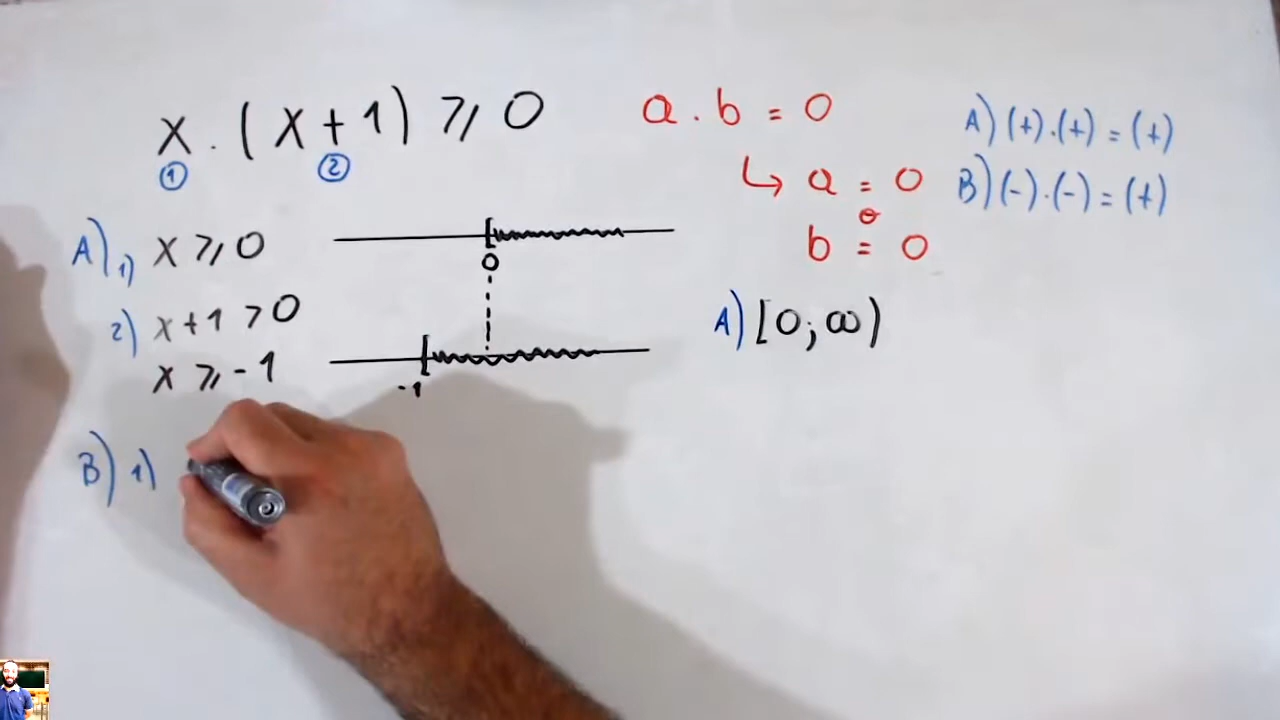 x . (x + 1) ⩾ 0
① ②
a . b = 0
↳ a = 0
o
b = 0
A) (+).(+) = (+)
B) (-).(-) = (+)
A) 1) x ⩾ 0
0
2) x + 1 > 0
x ⩾ -1
-1
A) [0; ∞)
B) 1)